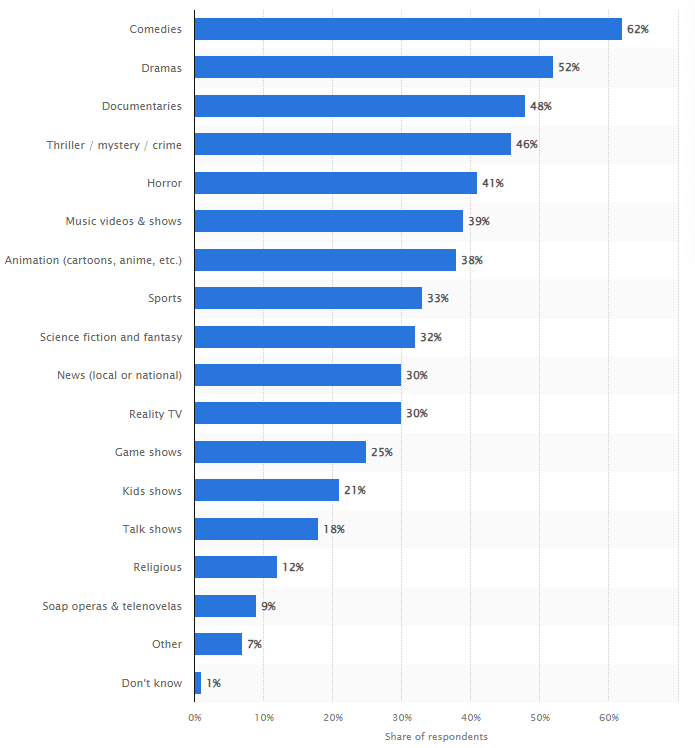 Comedies 62%
Dramas 52%
Documentaries 48%
Thriller / mystery / crime 46%
Horror 41%
Music videos & shows 39%
Animation (cartoons, anime, etc.) 38%
Sports 33%
Science fiction and fantasy 32%
News (local or national) 30%
Reality TV 30%
Game shows 25%
Kids shows 21%
Talk shows 18%
Religious 12%
Soap operas & telenovelas 9%
Other 7%
Don't know 1%
0% 10% 20% 30% 40% 50% 60%
Share of respondents